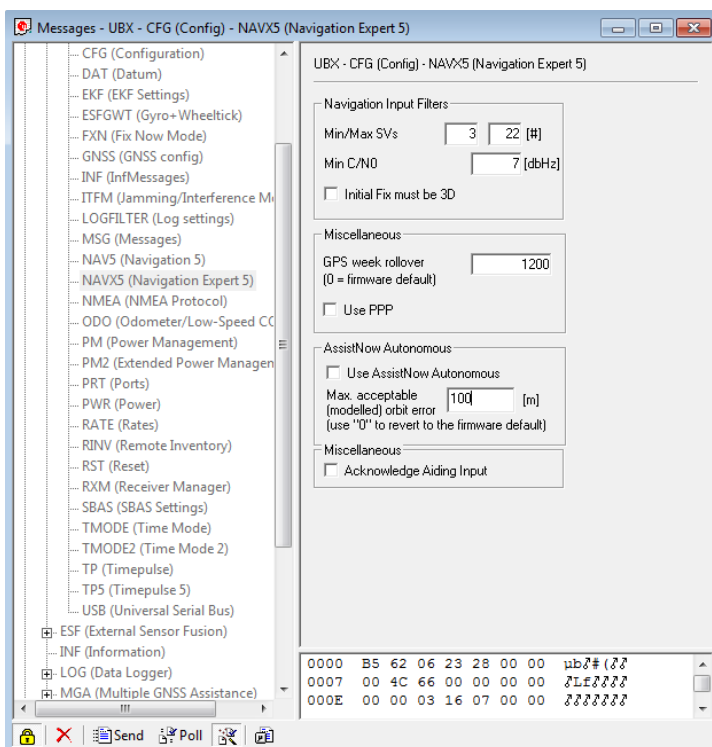 Messages - UBX - CFG (Config) - NAVX5 (Navigation Expert 5)
CFG (Configuration)
DAT (Datum)
EKF (EKF Settings)
ESFGWT (Gyro+Wheeltick)
FXN (Fix Now Mode)
GNSS (GNSS config)
INF (InfMessages)
ITFM (Jamming/Interference
LOGFILTER (Log settings)
MSG (Messages)
NAV5 (Navigation 5)
NAVX5 (Navigation Expert 5)
NMEA (NMEA Protocol)
ODO (Odometer/Low-Speed
PM (Power Management)
PM2 (Extended Power Managen
PRT (Ports)
PWR (Power)
RATE (Rates)
RINV (Remote Inventory)
RST (Reset)
RXM (Receiver Manager)
SBAS (SBAS Settings)
TMODE (Time Mode)
TMODE2 (Time Mode 2)
TP (Timepulse)
TP5 (Timepulse 5)
USB (Universal Serial Bus)
ESF (External Sensor Fusion)
INF (Information)
LOG (Data Logger)
MGA (Multiple GNSS Assistance)
UBX - CFG (Config) - NAVX5 (Navigation Expert 5)
Navigation Input Filters
Min/Max SVs 3 22 [#]
Min C/N0 7 [dbHz]
Initial Fix must be 3D
Miscellaneous
GPS week rollover 1200
(0 = firmware default)
Use PPP
AssistNow Autonomous
Use AssistNow Autonomous
Max. acceptable 100 [m]
(modelled) orbit error
(use "0" to revert to the firmware default)
Miscellaneous
Acknowledge Aiding Input
0000 B5 62 06 23 28 00 00
0007 00 4C 66 00 00 00 00
000E 00 00 03 16 07 00 00
Send Poll